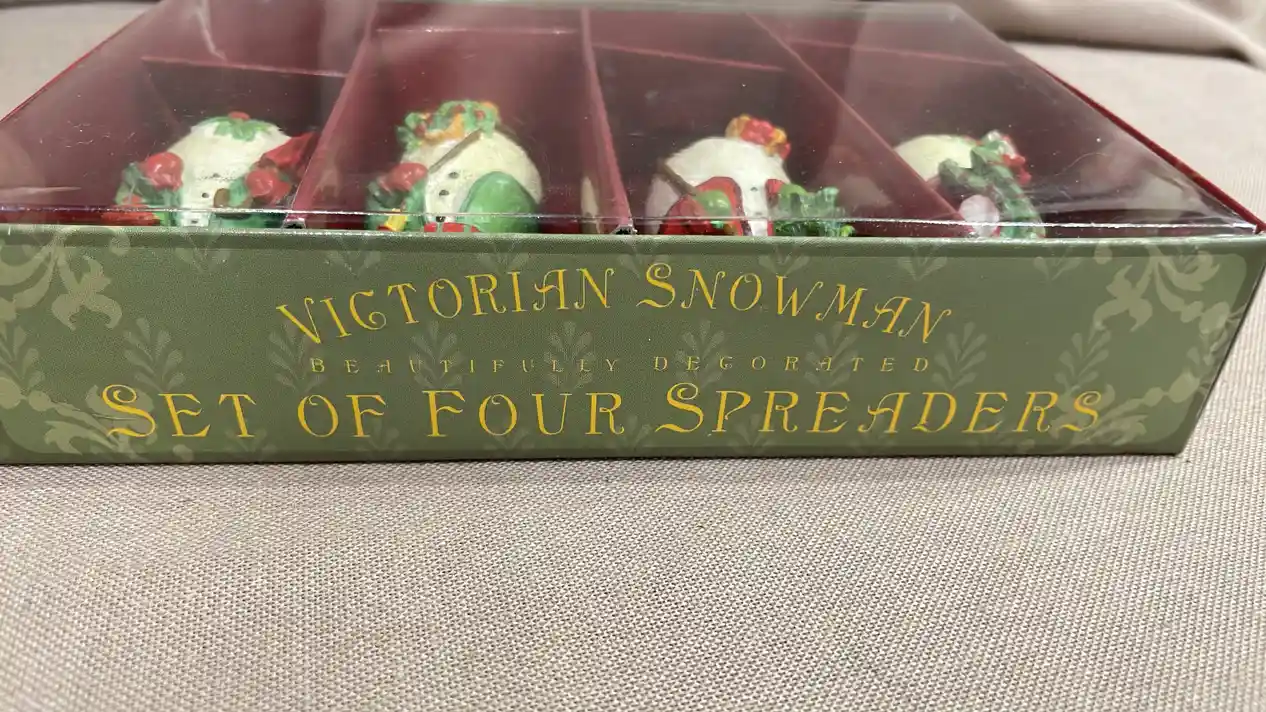 VICTORIAN SNOWMAN
BEAUTIFULLY DECORATED
SET OF FOUR SPREADERS